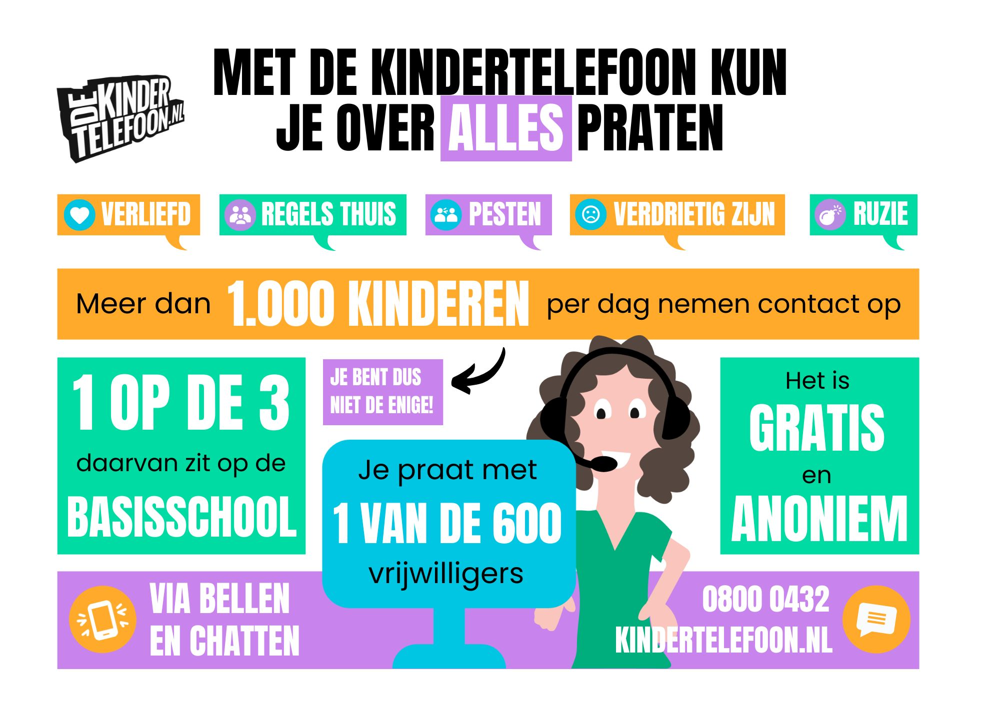 DE KINDER
TELEFOON.NL
MET DE KINDERTELEFOON KUN
JE OVER ALLES PRATEN
VERLIEFD
REGELS THUIS
PESTEN
VERDRIETIG ZIJN
RUZIE
Meer dan 1.000 KINDEREN per dag nemen contact op
1 OP DE 3
daarvan zit op de
BASISSCHOOL
JE BENT DUS
NIET DE ENIGE!
Je praat met
1 VAN DE 600
vrijwilligers
Het is
GRATIS
en
ANONIEM
VIA BELLEN
EN CHATTEN
0800 0432
KINDERTELEFOON.NL